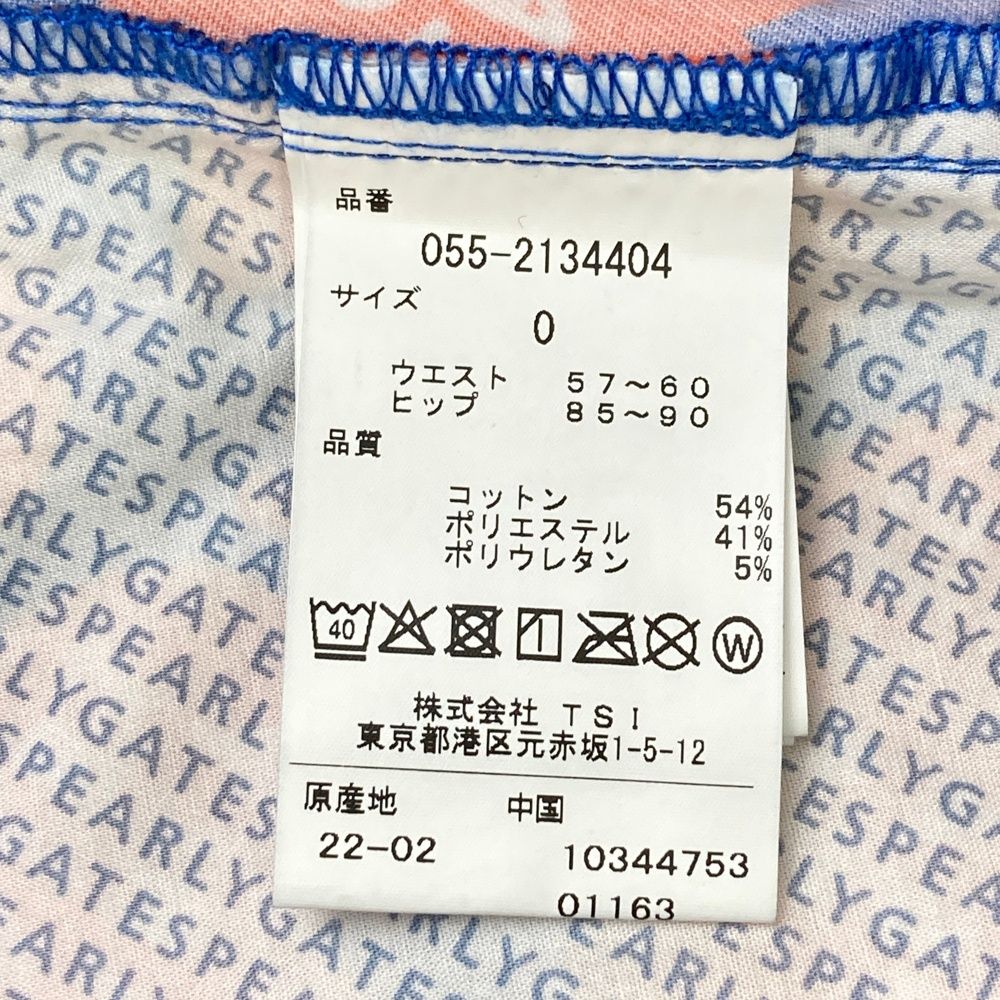 品番
055-2134404
サイズ
0
ウエスト 57～60
ヒップ 85～90
品質
コットン 54%
ポリエステル 41%
ポリウレタン 5%
40
W
株式会社 TSI
東京都港区元赤坂1-5-12
原産地 中国
22-02 10344753
01163
PEARLYGATES